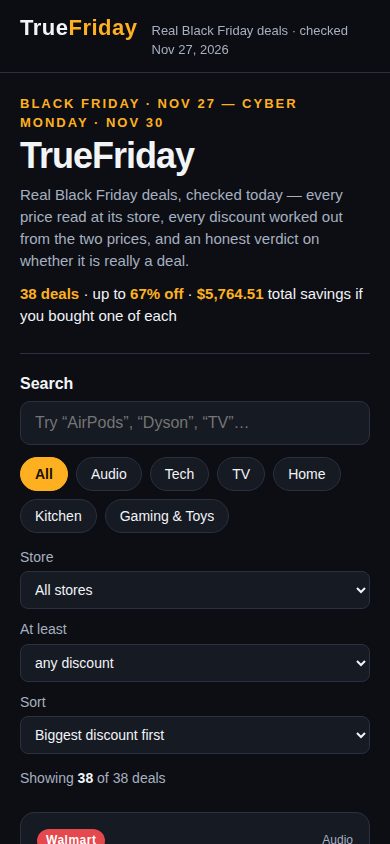 TrueFriday
Real Black Friday deals · checked
Nov 27, 2026
BLACK FRIDAY · NOV 27 — CYBER
MONDAY · NOV 30
TrueFriday
Real Black Friday deals, checked today — every
price read at its store, every discount worked out
from the two prices, and an honest verdict on
whether it is really a deal.
38 deals · up to 67% off · $5,764.51 total savings if
you bought one of each
Search
Try “AirPods”, “Dyson”, “TV”…
All
Audio
Tech
TV
Home
Kitchen
Gaming & Toys
Store
All stores
At least
any discount
Sort
Biggest discount first
Showing 38 of 38 deals
Walmart
Audio